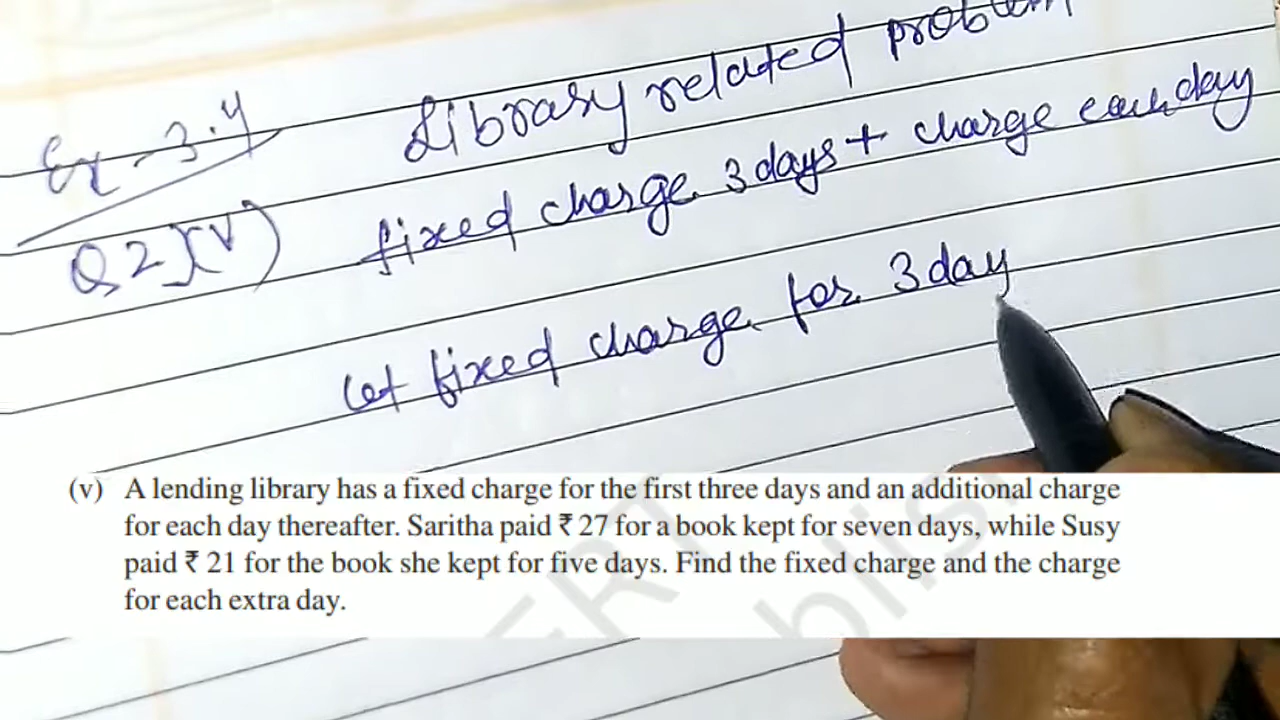 Library related problem
Ex-3.4
fixed charge 3 days + charge each day
Q2)(v)
let fixed charge for 3 day
(v) A lending library has a fixed charge for the first three days and an additional charge
for each day thereafter. Saritha paid ₹ 27 for a book kept for seven days, while Susy
paid ₹ 21 for the book she kept for five days. Find the fixed charge and the charge
for each extra day.